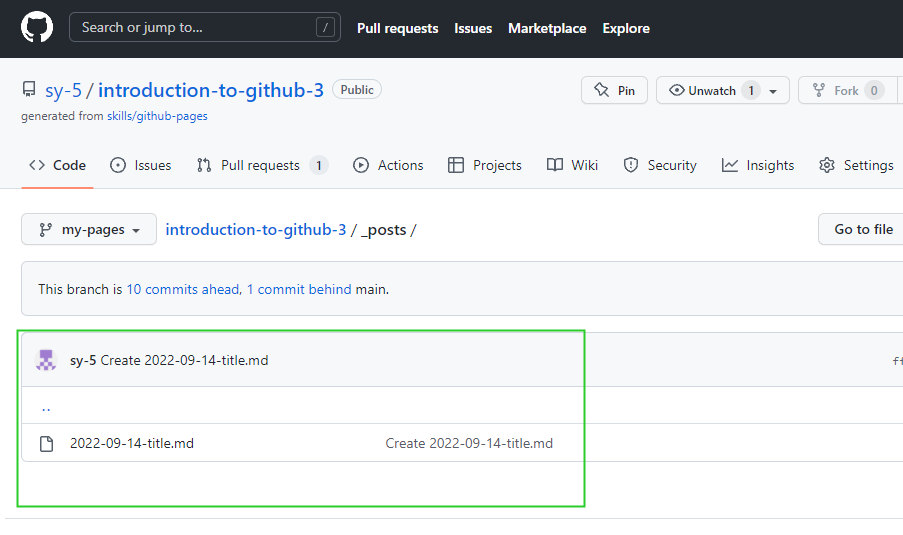 Search or jump to... /
Pull requests Issues Marketplace Explore
sy-5 / introduction-to-github-3 Public
Pin Unwatch 1 Fork 0
generated from skills/github-pages
Code Issues Pull requests 1 Actions Projects Wiki Security Insights Settings
my-pages introduction-to-github-3 / _posts / Go to file
This branch is 10 commits ahead, 1 commit behind main.
sy-5 Create 2022-09-14-title.md
..
2022-09-14-title.md Create 2022-09-14-title.md